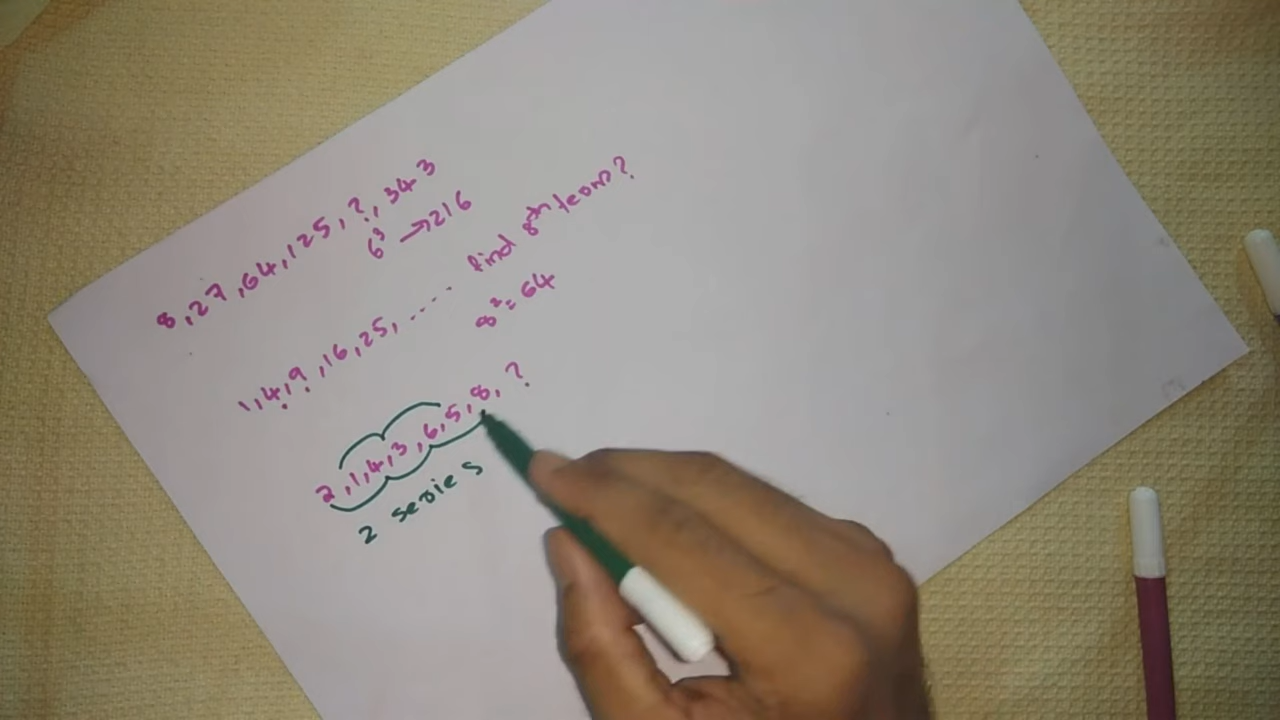 8,27,64,125,?,343
6³→216
1,4,9,16,25,.... find 8th term?
8²=64
2,1,4,3,6,5,8,?
2 series